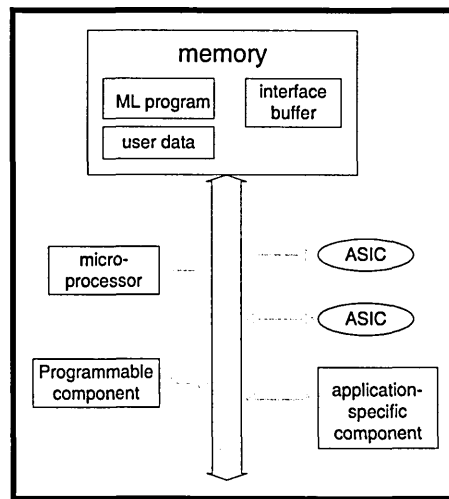 memory
ML program
interface
buffer
user data
micro-
processor
ASIC
ASIC
Programmable
component
application-
specific
component